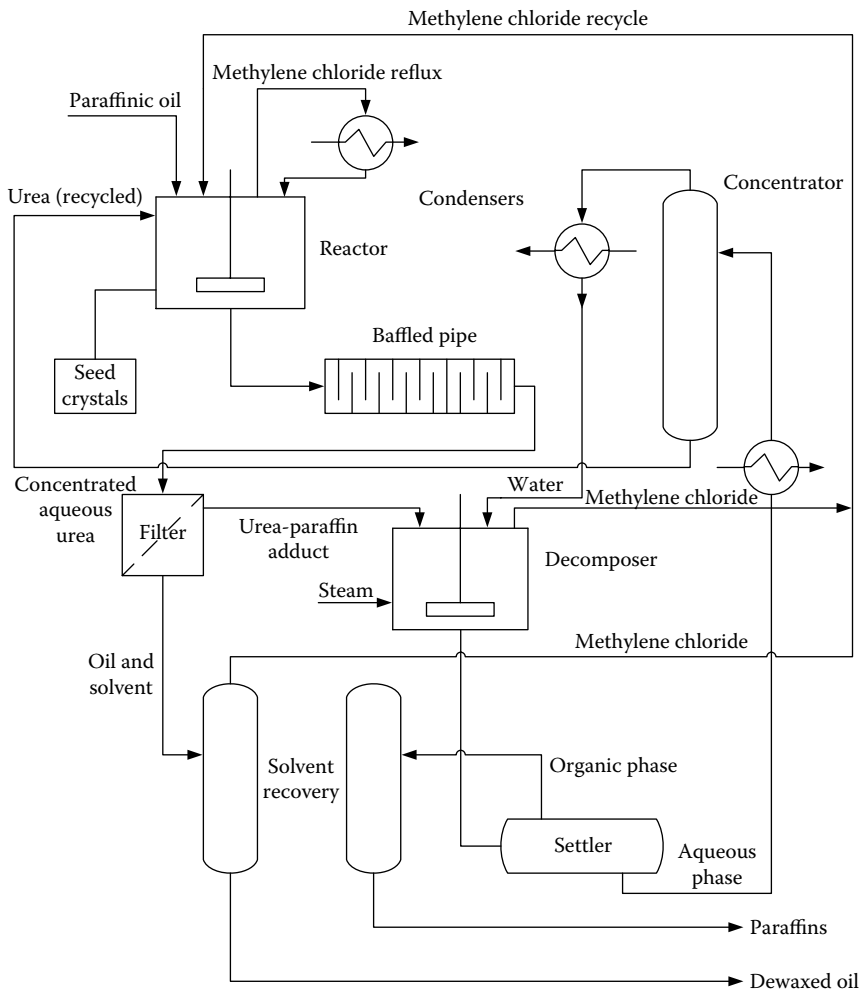 Methylene chloride recycle
Methylene chloride reflux
Paraffinic oil
Urea (recycled)
Condensers
Concentrator
Reactor
Baffled pipe
Seed
crystals
Concentrated
aqueous
urea
Water
Methylene chloride
Filter
Urea-paraffin
adduct
Decomposer
Steam
Methylene chloride
Oil and
solvent
Solvent
recovery
Organic phase
Settler
Aqueous
phase
Paraffins
Dewaxed oil